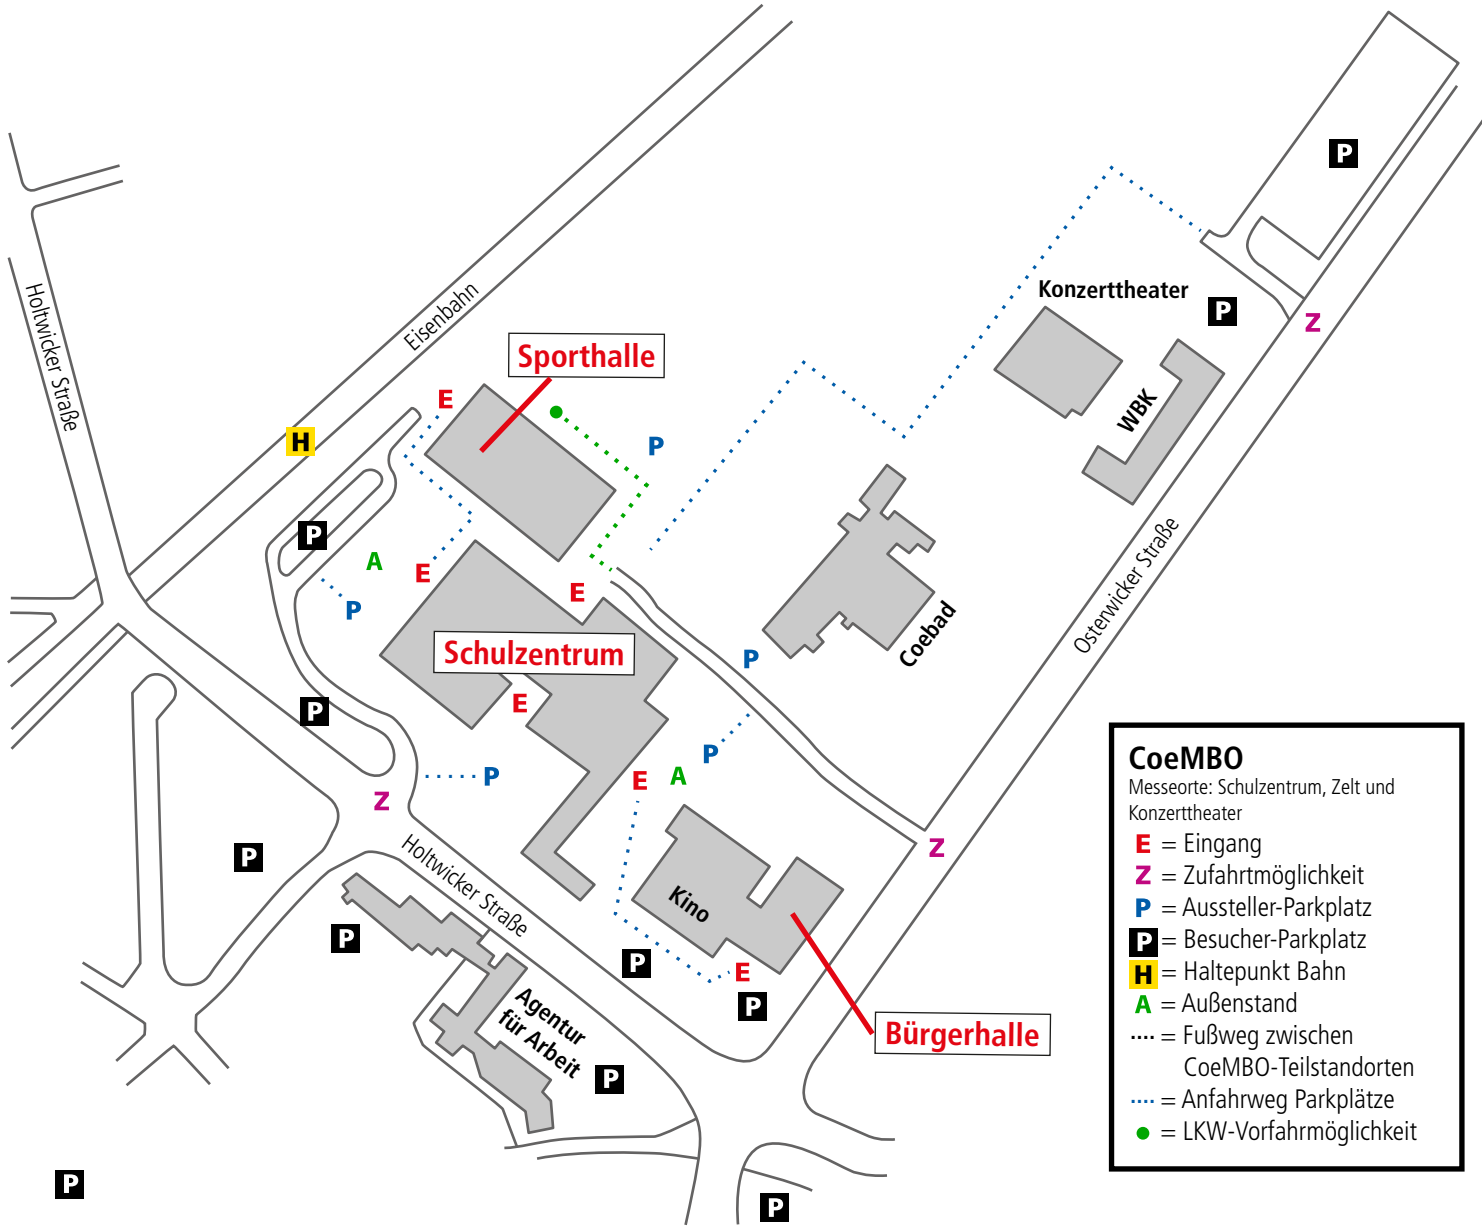 P
Konzerttheater
P
Z
Holtwicker Straße
Eisenbahn
Sporthalle
E
WBK
H
P
P
A
E
P
E
Osterwicker Straße
Coebad
Schulzentrum
P
E
P
P
P
E
A
Z
Z
P
Holtwicker Straße
Kino
P
P
E
P
Bürgerhalle
Agentur
für Arbeit
P
P
P
CoeMBO
Messeorte: Schulzentrum, Zelt und
Konzerttheater
E = Eingang
Z = Zufahrtmöglichkeit
P = Aussteller-Parkplatz
P = Besucher-Parkplatz
H = Haltepunkt Bahn
A = Außenstand
.... = Fußweg zwischen
CoeMBO-Teilstandorten
.... = Anfahrweg Parkplätze
● = LKW-Vorfahrmöglichkeit